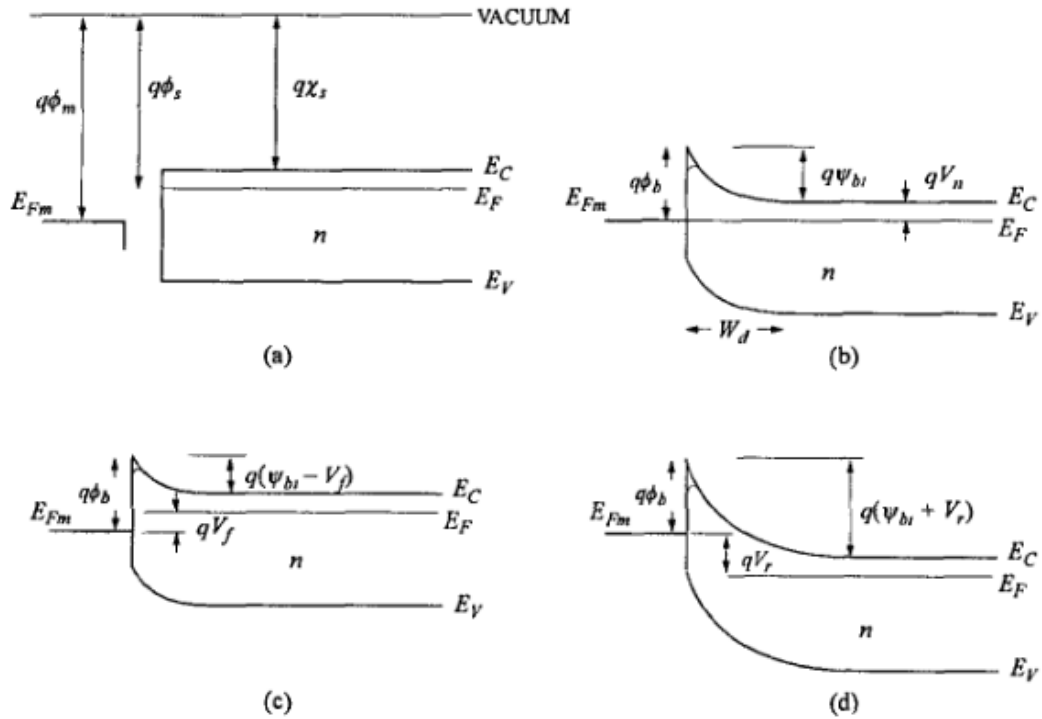 VACUUM
qϕm
qϕs
qχs
EC
EF
EFm
n
EV
(a)
qϕb
qψbi
qVn
EFm
EC
EF
n
EV
Wd
(b)
q(ψbi − Vf)
qϕb
EC
EFm
EF
qVf
n
EV
(c)
qϕb
EFm
q(ψbi + Vr)
qVr
EC
EF
n
EV
(d)